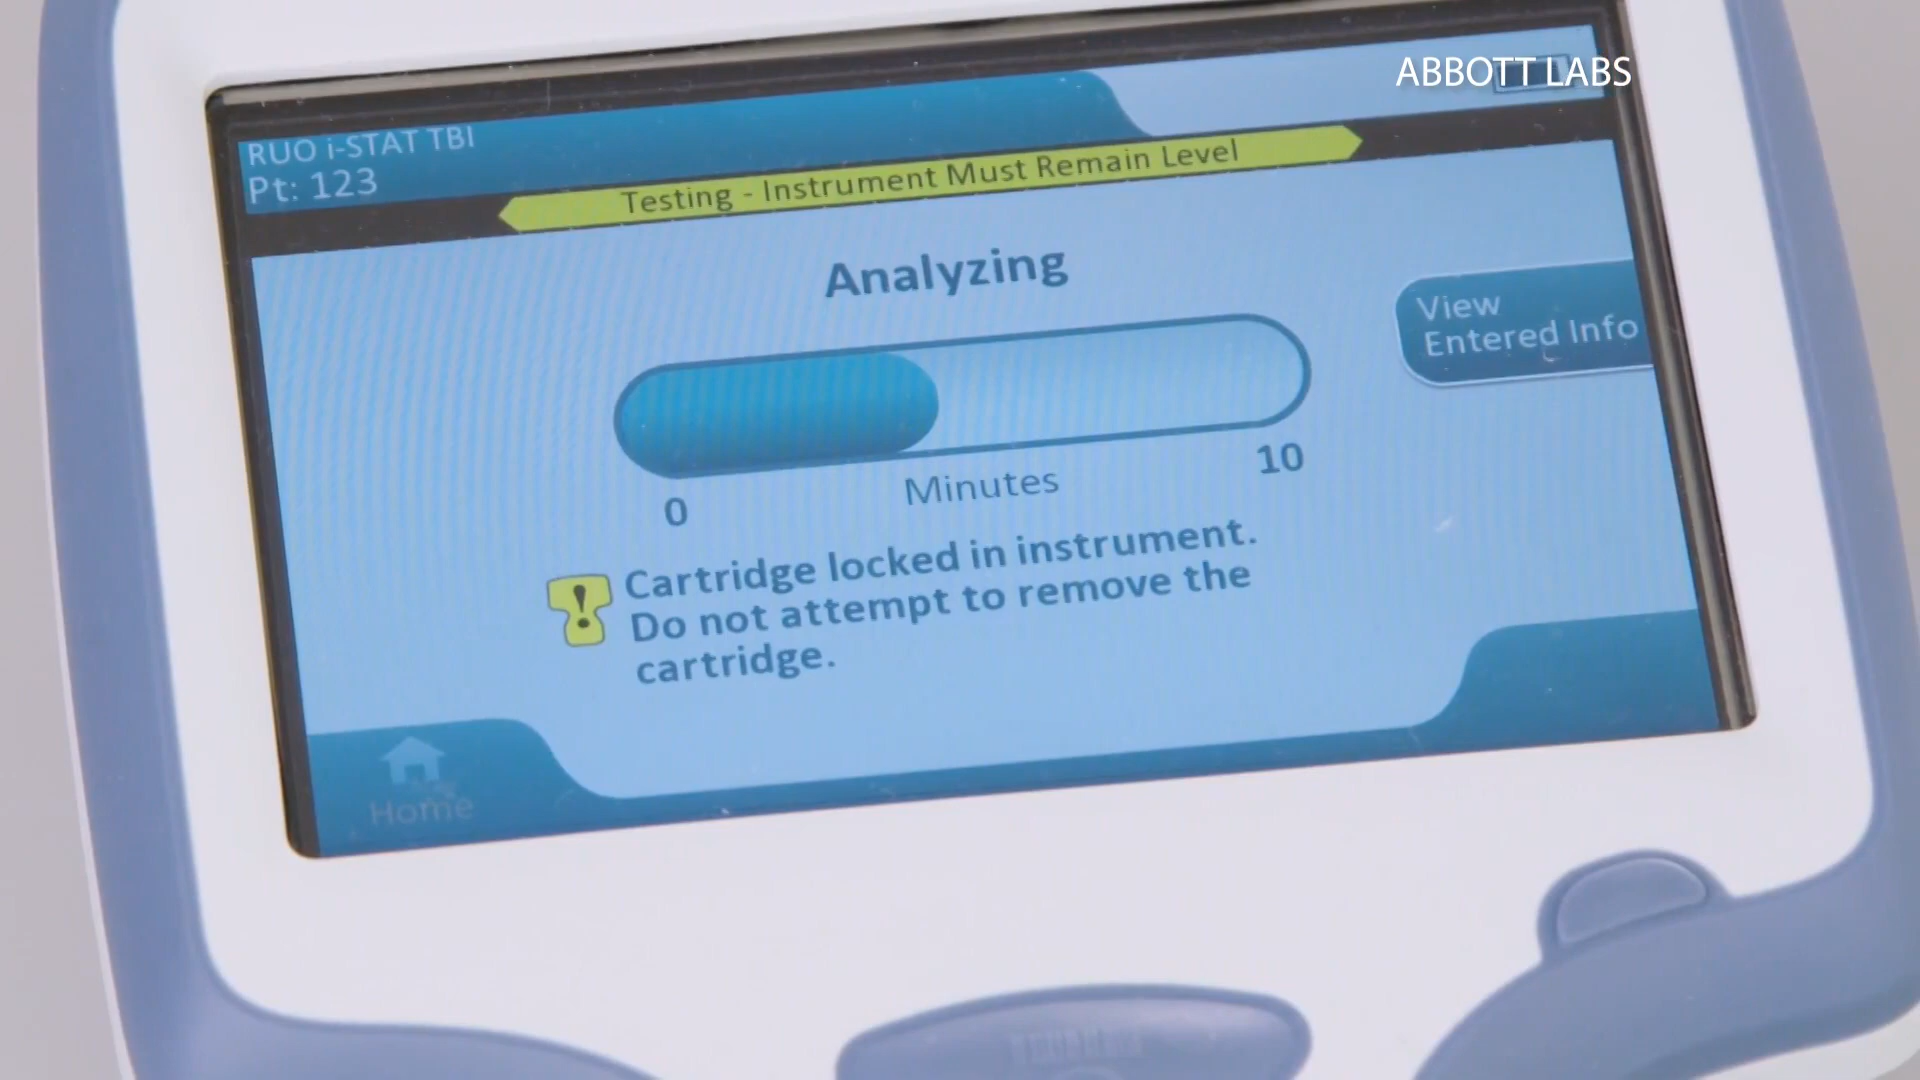 ABBOTT LABS
RUO i-STAT TBI
Pt: 123
Testing - Instrument Must Remain Level
Analyzing
View
Entered Info
0
Minutes
10
Cartridge locked in instrument.
Do not attempt to remove the
cartridge.
Home